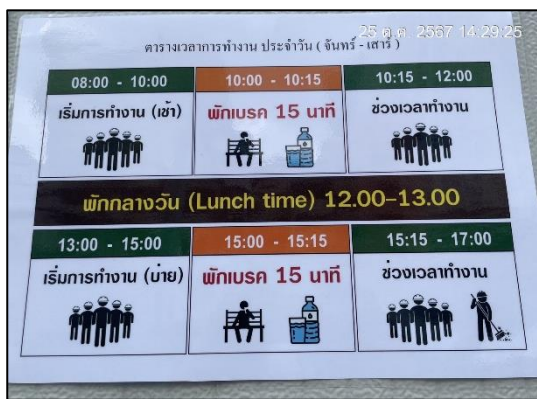 25 ต.ค. 2567 14:29:25
ตารางเวลาการทำงาน ประจำวัน ( จันทร์ - เสาร์ )
08:00 - 10:00
10:00 - 10:15
10:15 - 12:00
เริ่มการทำงาน (เช้า)
พักเบรค 15 นาที
ช่วงเวลาทำงาน
พักกลางวัน (Lunch time) 12.00-13.00
13:00 - 15:00
15:00 - 15:15
15:15 - 17:00
เริ่มการทำงาน (บ่าย)
พักเบรค 15 นาที
ช่วงเวลาทำงาน